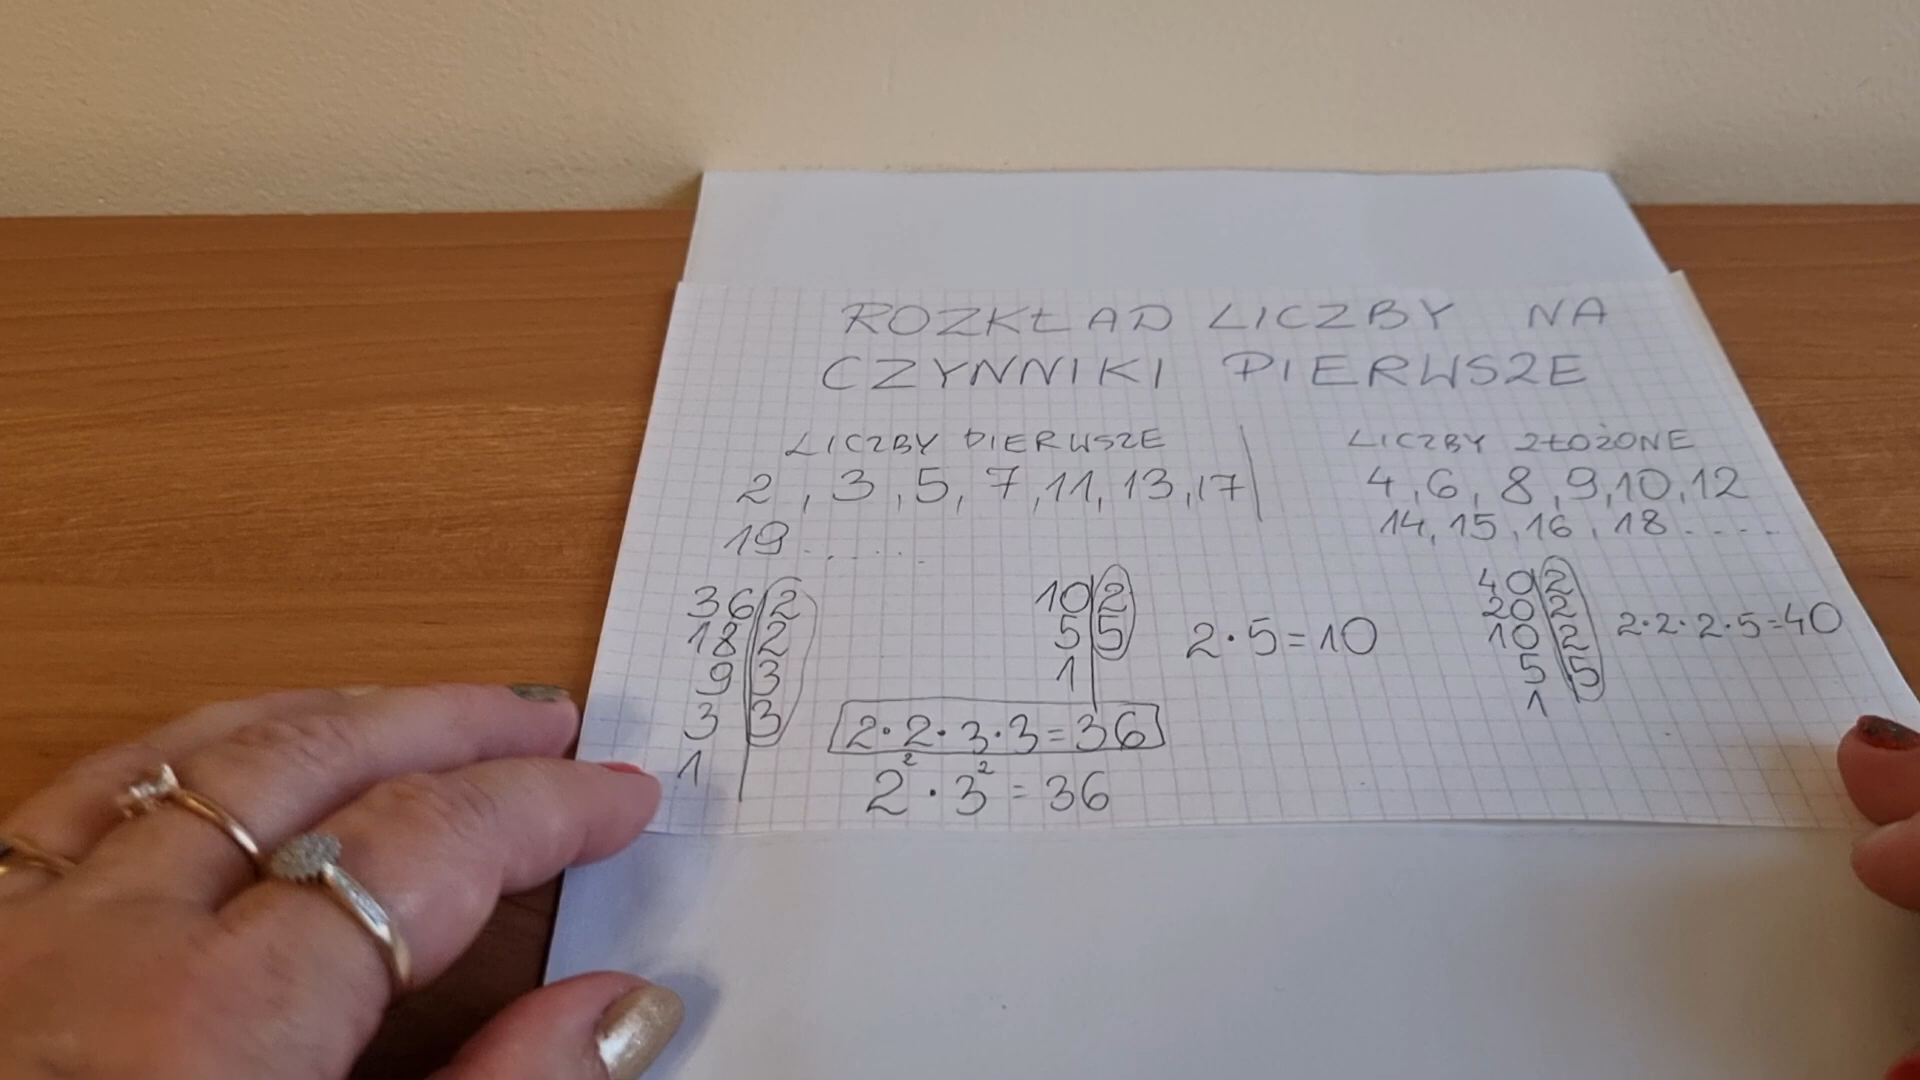 ROZKŁAD LICZBY NA
CZYNNIKI PIERWSZE
LICZBY PIERWSZE
2, 3, 5, 7, 11, 13, 17
19......
LICZBY ZŁOŻONE
4, 6, 8, 9, 10, 12
14, 15, 16, 18....
36 | 2
18 | 2
9 | 3
3 | 3
1 |
2·2·3·3=36
2²·3²=36
10 | 2
5 | 5
1 |
2·5=10
40 | 2
20 | 2
10 | 2
5 | 5
1
2·2·2·5=40